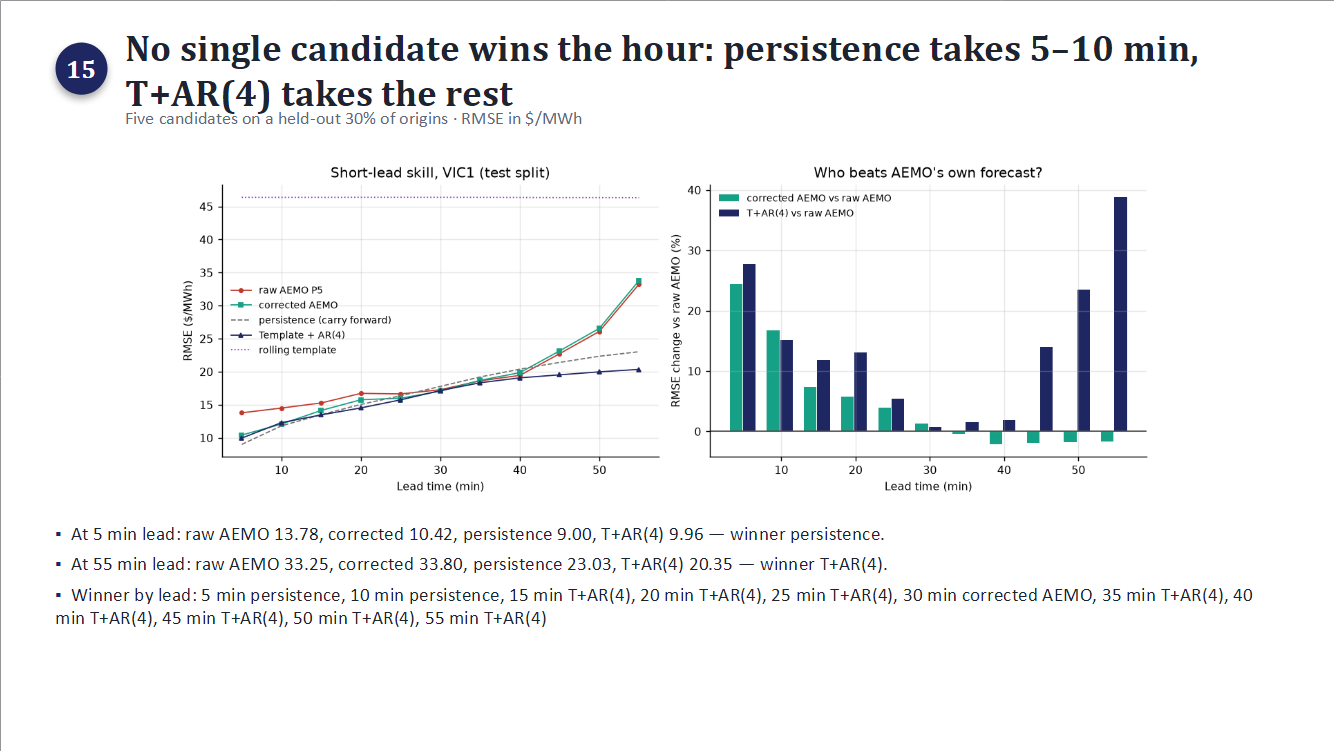 15
No single candidate wins the hour: persistence takes 5–10 min,
T+AR(4) takes the rest
Five candidates on a held-out 30% of origins · RMSE in $/MWh
Short-lead skill, VIC1 (test split)
45
40
35
30
25
20
15
10
RMSE ($/MWh)
raw AEMO P5
corrected AEMO
persistence (carry forward)
Template + AR(4)
rolling template
10 20 30 40 50
Lead time (min)
Who beats AEMO's own forecast?
40
30
20
10
0
RMSE change vs raw AEMO (%)
corrected AEMO vs raw AEMO
T+AR(4) vs raw AEMO
10 20 30 40 50
Lead time (min)
▪ At 5 min lead: raw AEMO 13.78, corrected 10.42, persistence 9.00, T+AR(4) 9.96 — winner persistence.
▪ At 55 min lead: raw AEMO 33.25, corrected 33.80, persistence 23.03, T+AR(4) 20.35 — winner T+AR(4).
▪ Winner by lead: 5 min persistence, 10 min persistence, 15 min T+AR(4), 20 min T+AR(4), 25 min T+AR(4), 30 min corrected AEMO, 35 min T+AR(4), 40
min T+AR(4), 45 min T+AR(4), 50 min T+AR(4), 55 min T+AR(4)